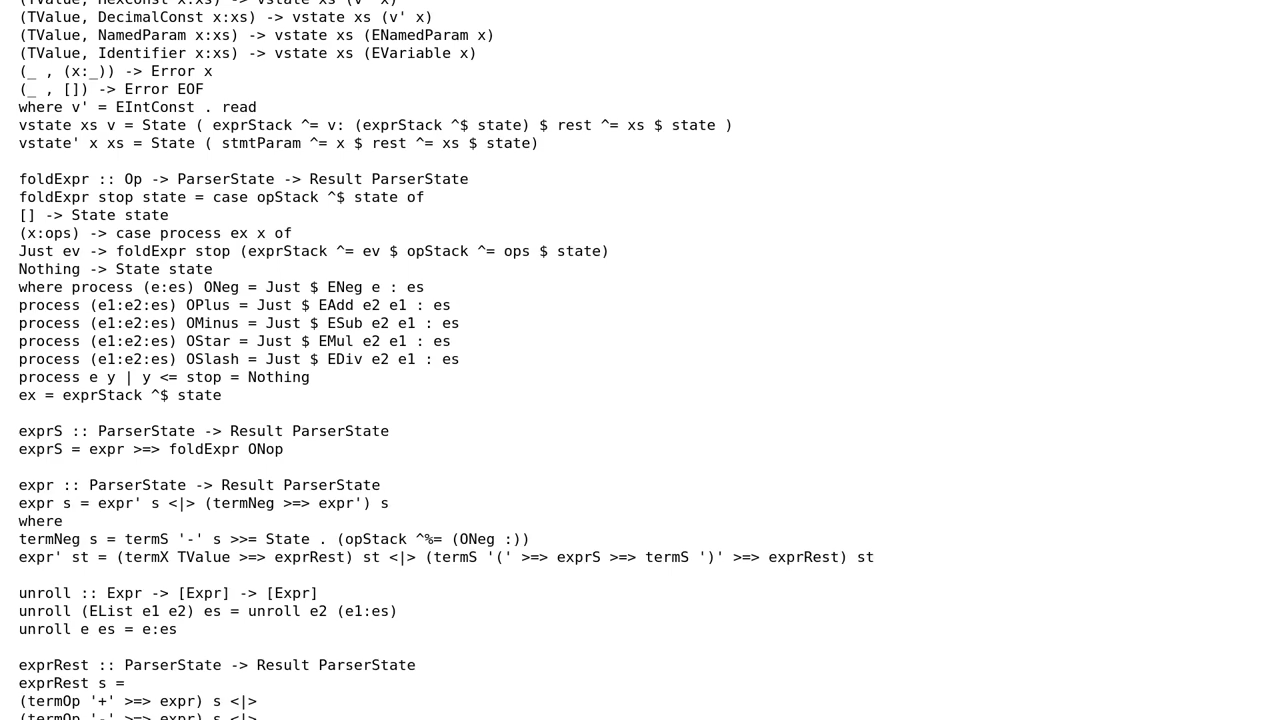 (TValue, HexConst x:xs) -> vstate xs (v' x)
(TValue, DecimalConst x:xs) -> vstate xs (v' x)
(TValue, NamedParam x:xs) -> vstate xs (ENamedParam x)
(TValue, Identifier x:xs) -> vstate xs (EVariable x)
(_ , (x:_)) -> Error x
(_ , []) -> Error EOF
where v' = EIntConst . read
vstate xs v = State ( exprStack ^= v: (exprStack ^$ state) $ rest ^= xs $ state )
vstate' x xs = State ( stmtParam ^= x $ rest ^= xs $ state)
foldExpr :: Op -> ParserState -> Result ParserState
foldExpr stop state = case opStack ^$ state of
[] -> State state
(x:ops) -> case process ex x of
Just ev -> foldExpr stop (exprStack ^= ev $ opStack ^= ops $ state)
Nothing -> State state
where process (e:es) ONeg = Just $ ENeg e : es
process (e1:e2:es) OPlus = Just $ EAdd e2 e1 : es
process (e1:e2:es) OMinus = Just $ ESub e2 e1 : es
process (e1:e2:es) OStar = Just $ EMul e2 e1 : es
process (e1:e2:es) OSlash = Just $ EDiv e2 e1 : es
process e y | y <= stop = Nothing
ex = exprStack ^$ state
exprS :: ParserState -> Result ParserState
exprS = expr >=> foldExpr ONop
expr :: ParserState -> Result ParserState
expr s = expr' s <|> (termNeg >=> expr') s
where
termNeg s = termS '-' s >>= State . (opStack ^%= (ONeg :))
expr' st = (termX TValue >=> exprRest) st <|> (termS '(' >=> exprS >=> termS ')' >=> exprRest) st
unroll :: Expr -> [Expr] -> [Expr]
unroll (EList e1 e2) es = unroll e2 (e1:es)
unroll e es = e:es
exprRest :: ParserState -> Result ParserState
exprRest s =
(termOp '+' >=> expr) s <|>
(termOp '-' >=> expr) s <|>